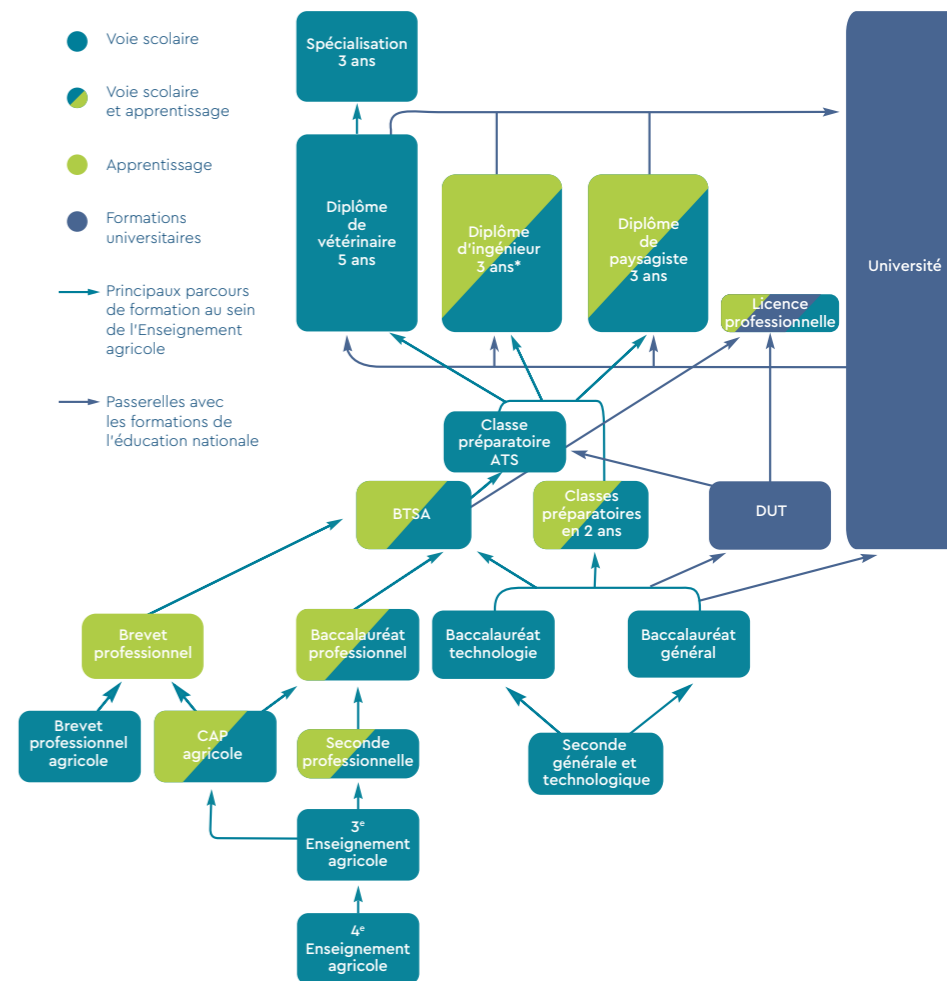 Voie scolaire
Voie scolaire
et apprentissage
Apprentissage
Formations
universitaires
Principaux parcours
de formation au sein
de l'Enseignement
agricole
Passerelles avec
les formations de
l'éducation nationale
Spécialisation
3 ans
Diplôme
de
vétérinaire
5 ans
Diplôme
d'ingénieur
3 ans*
Diplôme
de
paysagiste
3 ans
Université
Licence
professionnelle
Classe
préparatoire
ATS
BTSA
Classes
préparatoires
en 2 ans
DUT
Brevet
professionnel
Baccalauréat
professionnel
Baccalauréat
technologie
Baccalauréat
général
Brevet
professionnel
agricole
CAP
agricole
Seconde
professionnelle
Seconde
générale et
technologique
3e
Enseignement
agricole
4e
Enseignement
agricole